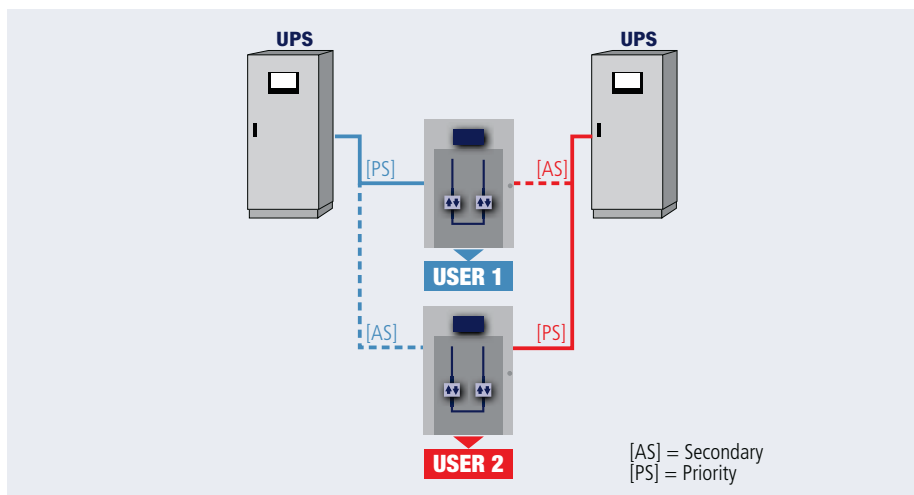 UPS
UPS
[PS]
[AS]
USER 1
[AS]
[PS]
USER 2
[AS] = Secondary
[PS] = Priority